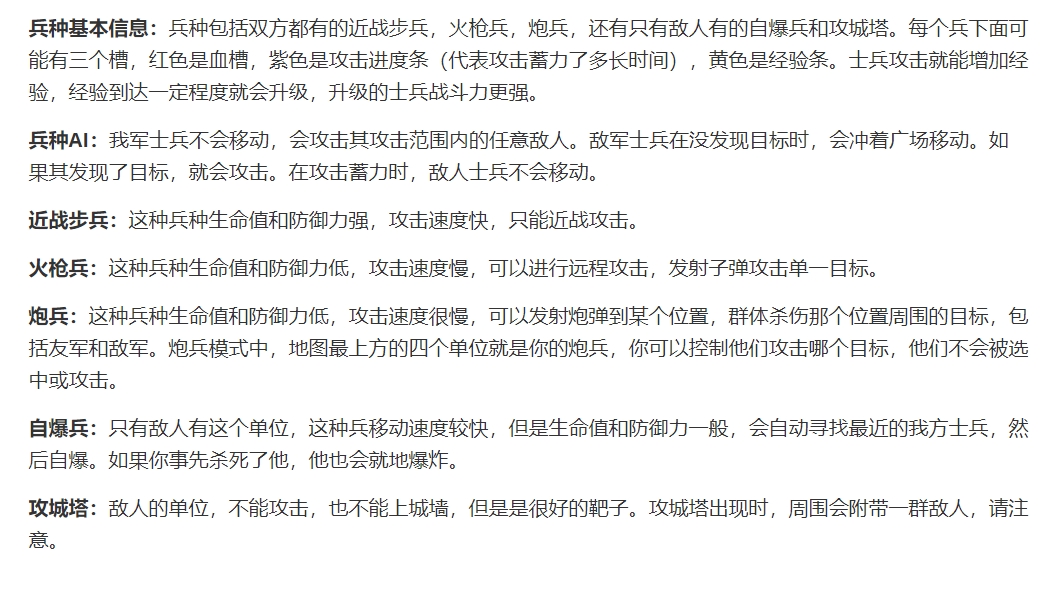 兵种基本信息：兵种包括双方都有的近战步兵，火枪兵，炮兵，还有只有敌人有的自爆兵和攻城塔。每个兵下面可
能有三个槽，红色是血槽，紫色是攻击进度条（代表攻击蓄力了多长时间），黄色是经验条。士兵攻击就能增加经
验，经验到达一定程度就会升级，升级的士兵战斗力更强。
兵种AI：我军士兵不会移动，会攻击其攻击范围内的任意敌人。敌军士兵在没发现目标时，会冲着广场移动。如
果其发现了目标，就会攻击。在攻击蓄力时，敌人士兵不会移动。
近战步兵：这种兵种生命值和防御力强，攻击速度快，只能近战攻击。
火枪兵：这种兵种生命值和防御力低，攻击速度慢，可以进行远程攻击，发射子弹攻击单一目标。
炮兵：这种兵种生命值和防御力低，攻击速度很慢，可以发射炮弹到某个位置，群体杀伤那个位置周围的目标，包
括友军和敌军。炮兵模式中，地图最上方的四个单位就是你的炮兵，你可以控制他们攻击哪个目标，他们不会被选
中或攻击。
自爆兵：只有敌人有这个单位，这种兵移动速度较快，但是生命值和防御力一般，会自动寻找最近的我方士兵，然
后自爆。如果你事先杀死了他，他也会就地爆炸。
攻城塔：敌人的单位，不能攻击，也不能上城墙，但是是很好的靶子。攻城塔出现时，周围会附带一群敌人，请注
意。